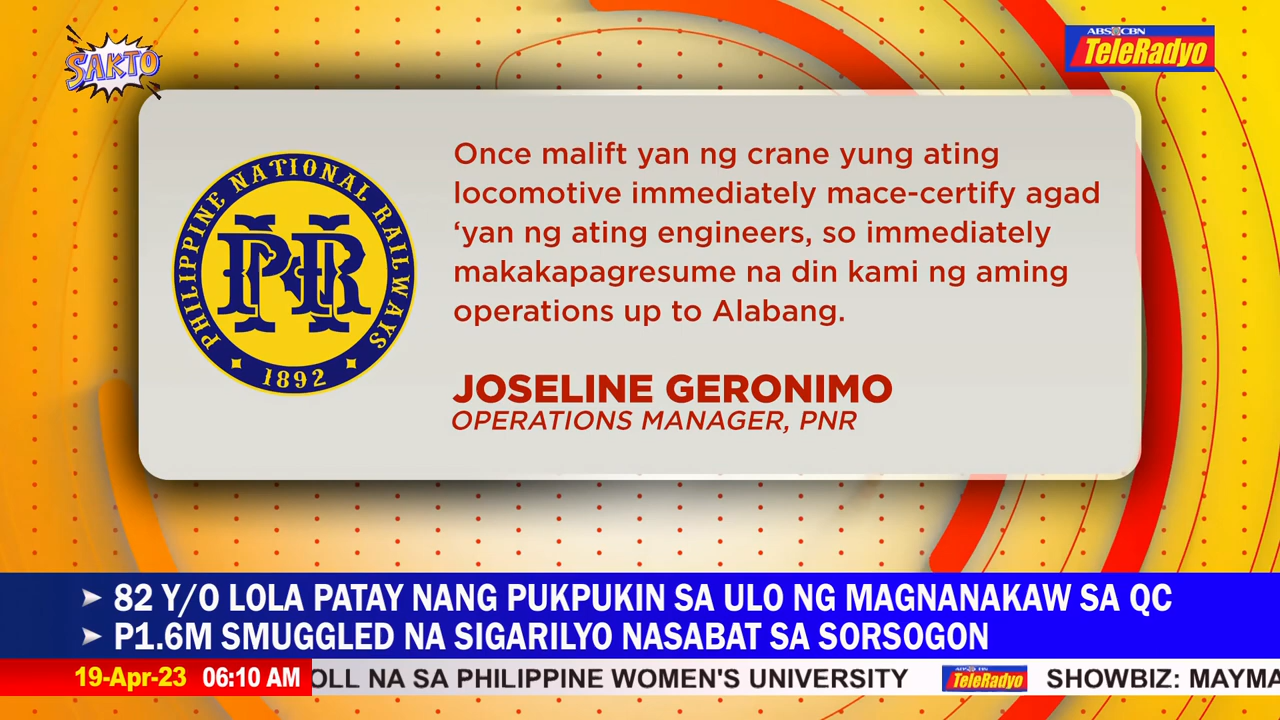 SAKTO
ABS-CBN
TeleRadyo
PHILIPPINE NATIONAL RAILWAYS
PNR
1892
Once malift yan ng crane yung ating
locomotive immediately mace-certify agad
‘yan ng ating engineers, so immediately
makakapagresume na din kami ng aming
operations up to Alabang.
JOSELINE GERONIMO
OPERATIONS MANAGER, PNR
82 Y/O LOLA PATAY NANG PUKPUKIN SA ULO NG MAGNANAKAW SA QC
P1.6M SMUGGLED NA SIGARILYO NASABAT SA SORSOGON
19-Apr-23 06:10 AM OLL NA SA PHILIPPINE WOMEN'S UNIVERSITY ABS-CBN TeleRadyo SHOWBIZ: MAYMA